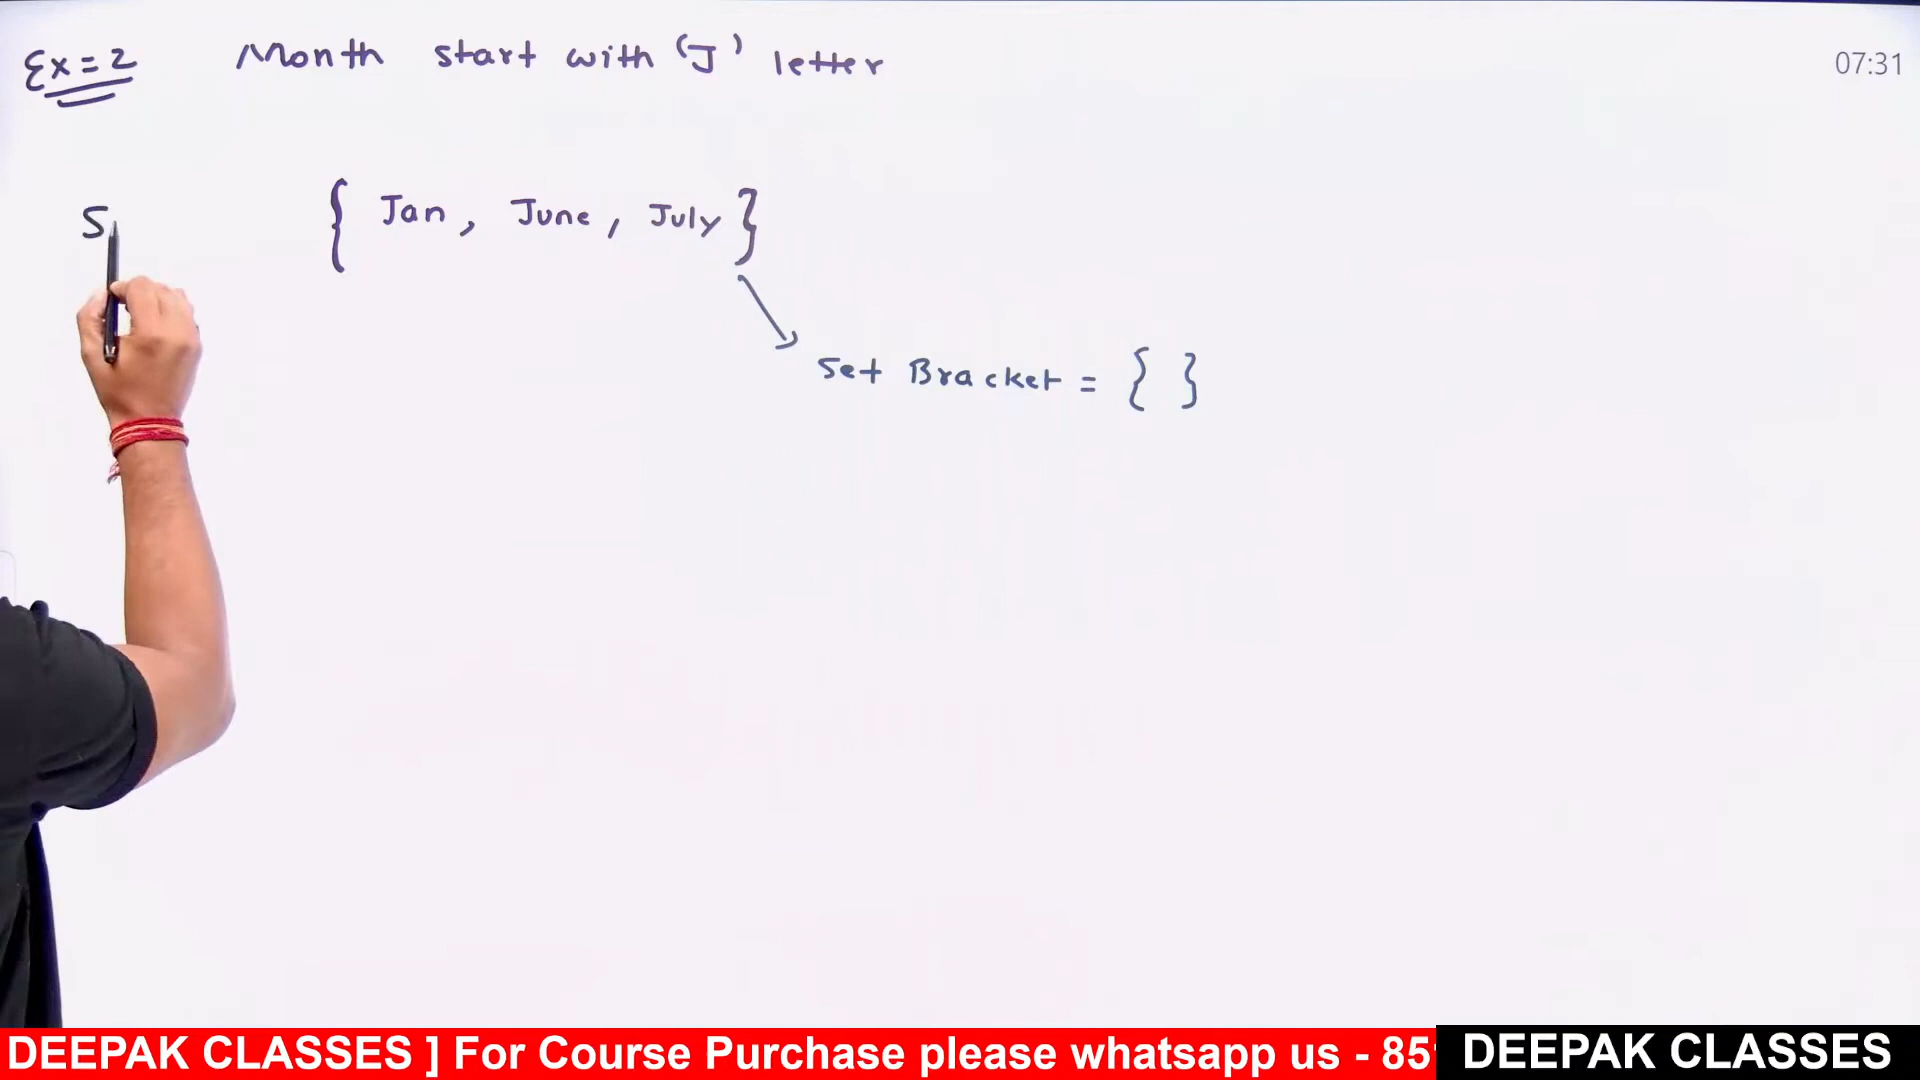 Ex=2 Month start with (J) letter
07:31
S { Jan, June, July }
Set Bracket = { }
DEEPAK CLASSES ] For Course Purchase please whatsapp us - 85
DEEPAK CLASSES